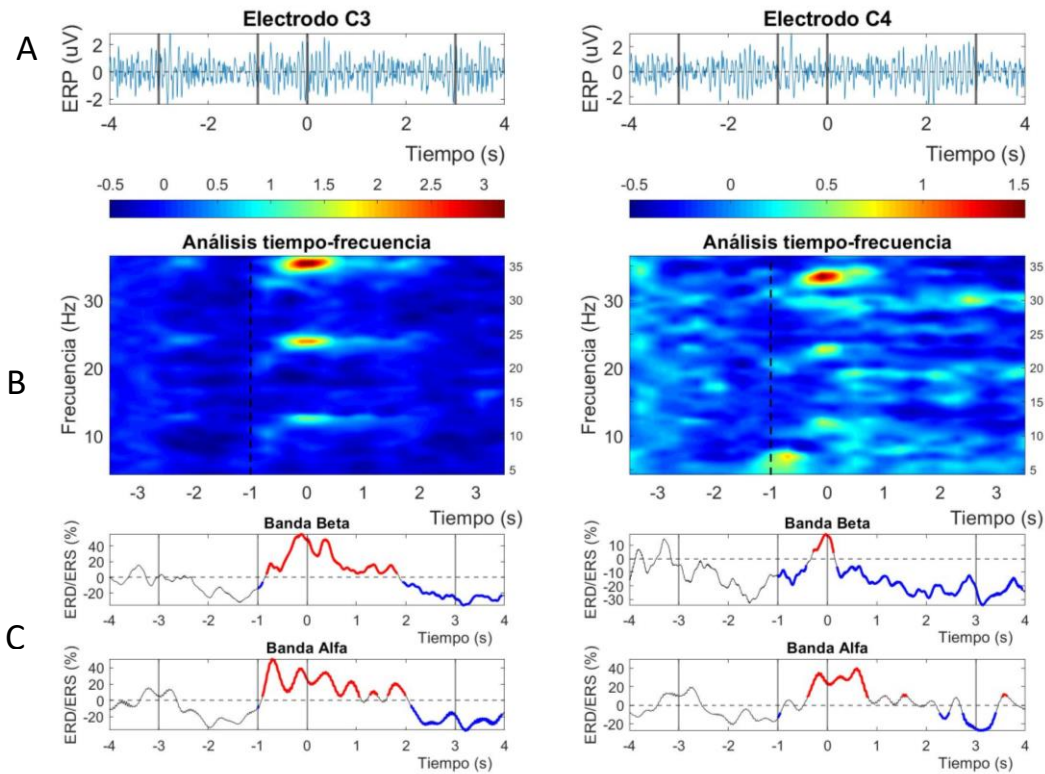 Electrodo C3
Electrodo C4
A
ERP (uV)
2
0
-2
-4 -2 0 2 4
Tiempo (s)
ERP (uV)
2
0
-2
-4 -2 0 2 4
Tiempo (s)
-0.5 0 0.5 1 1.5 2 2.5 3
-0.5 0 0.5 1 1.5
B
Análisis tiempo-frecuencia
Frecuencia (Hz)
30
20
10
35
30
25
20
15
10
5
-3 -2 -1 0 1 2 3
Tiempo (s)
Análisis tiempo-frecuencia
Frecuencia (Hz)
30
20
10
35
30
25
20
15
10
5
-3 -2 -1 0 1 2 3
Tiempo (s)
C
Banda Beta
ERD/ERS (%)
40
20
0
-20
-4 -3 -2 -1 0 1 2 3 4
Tiempo (s)
Banda Beta
ERD/ERS (%)
10
0
-10
-20
-30
-4 -3 -2 -1 0 1 2 3 4
Tiempo (s)
Banda Alfa
ERD/ERS (%)
40
20
0
-20
-4 -3 -2 -1 0 1 2 3 4
Tiempo (s)
Banda Alfa
ERD/ERS (%)
40
20
0
-20
-4 -3 -2 -1 0 1 2 3 4
Tiempo (s)